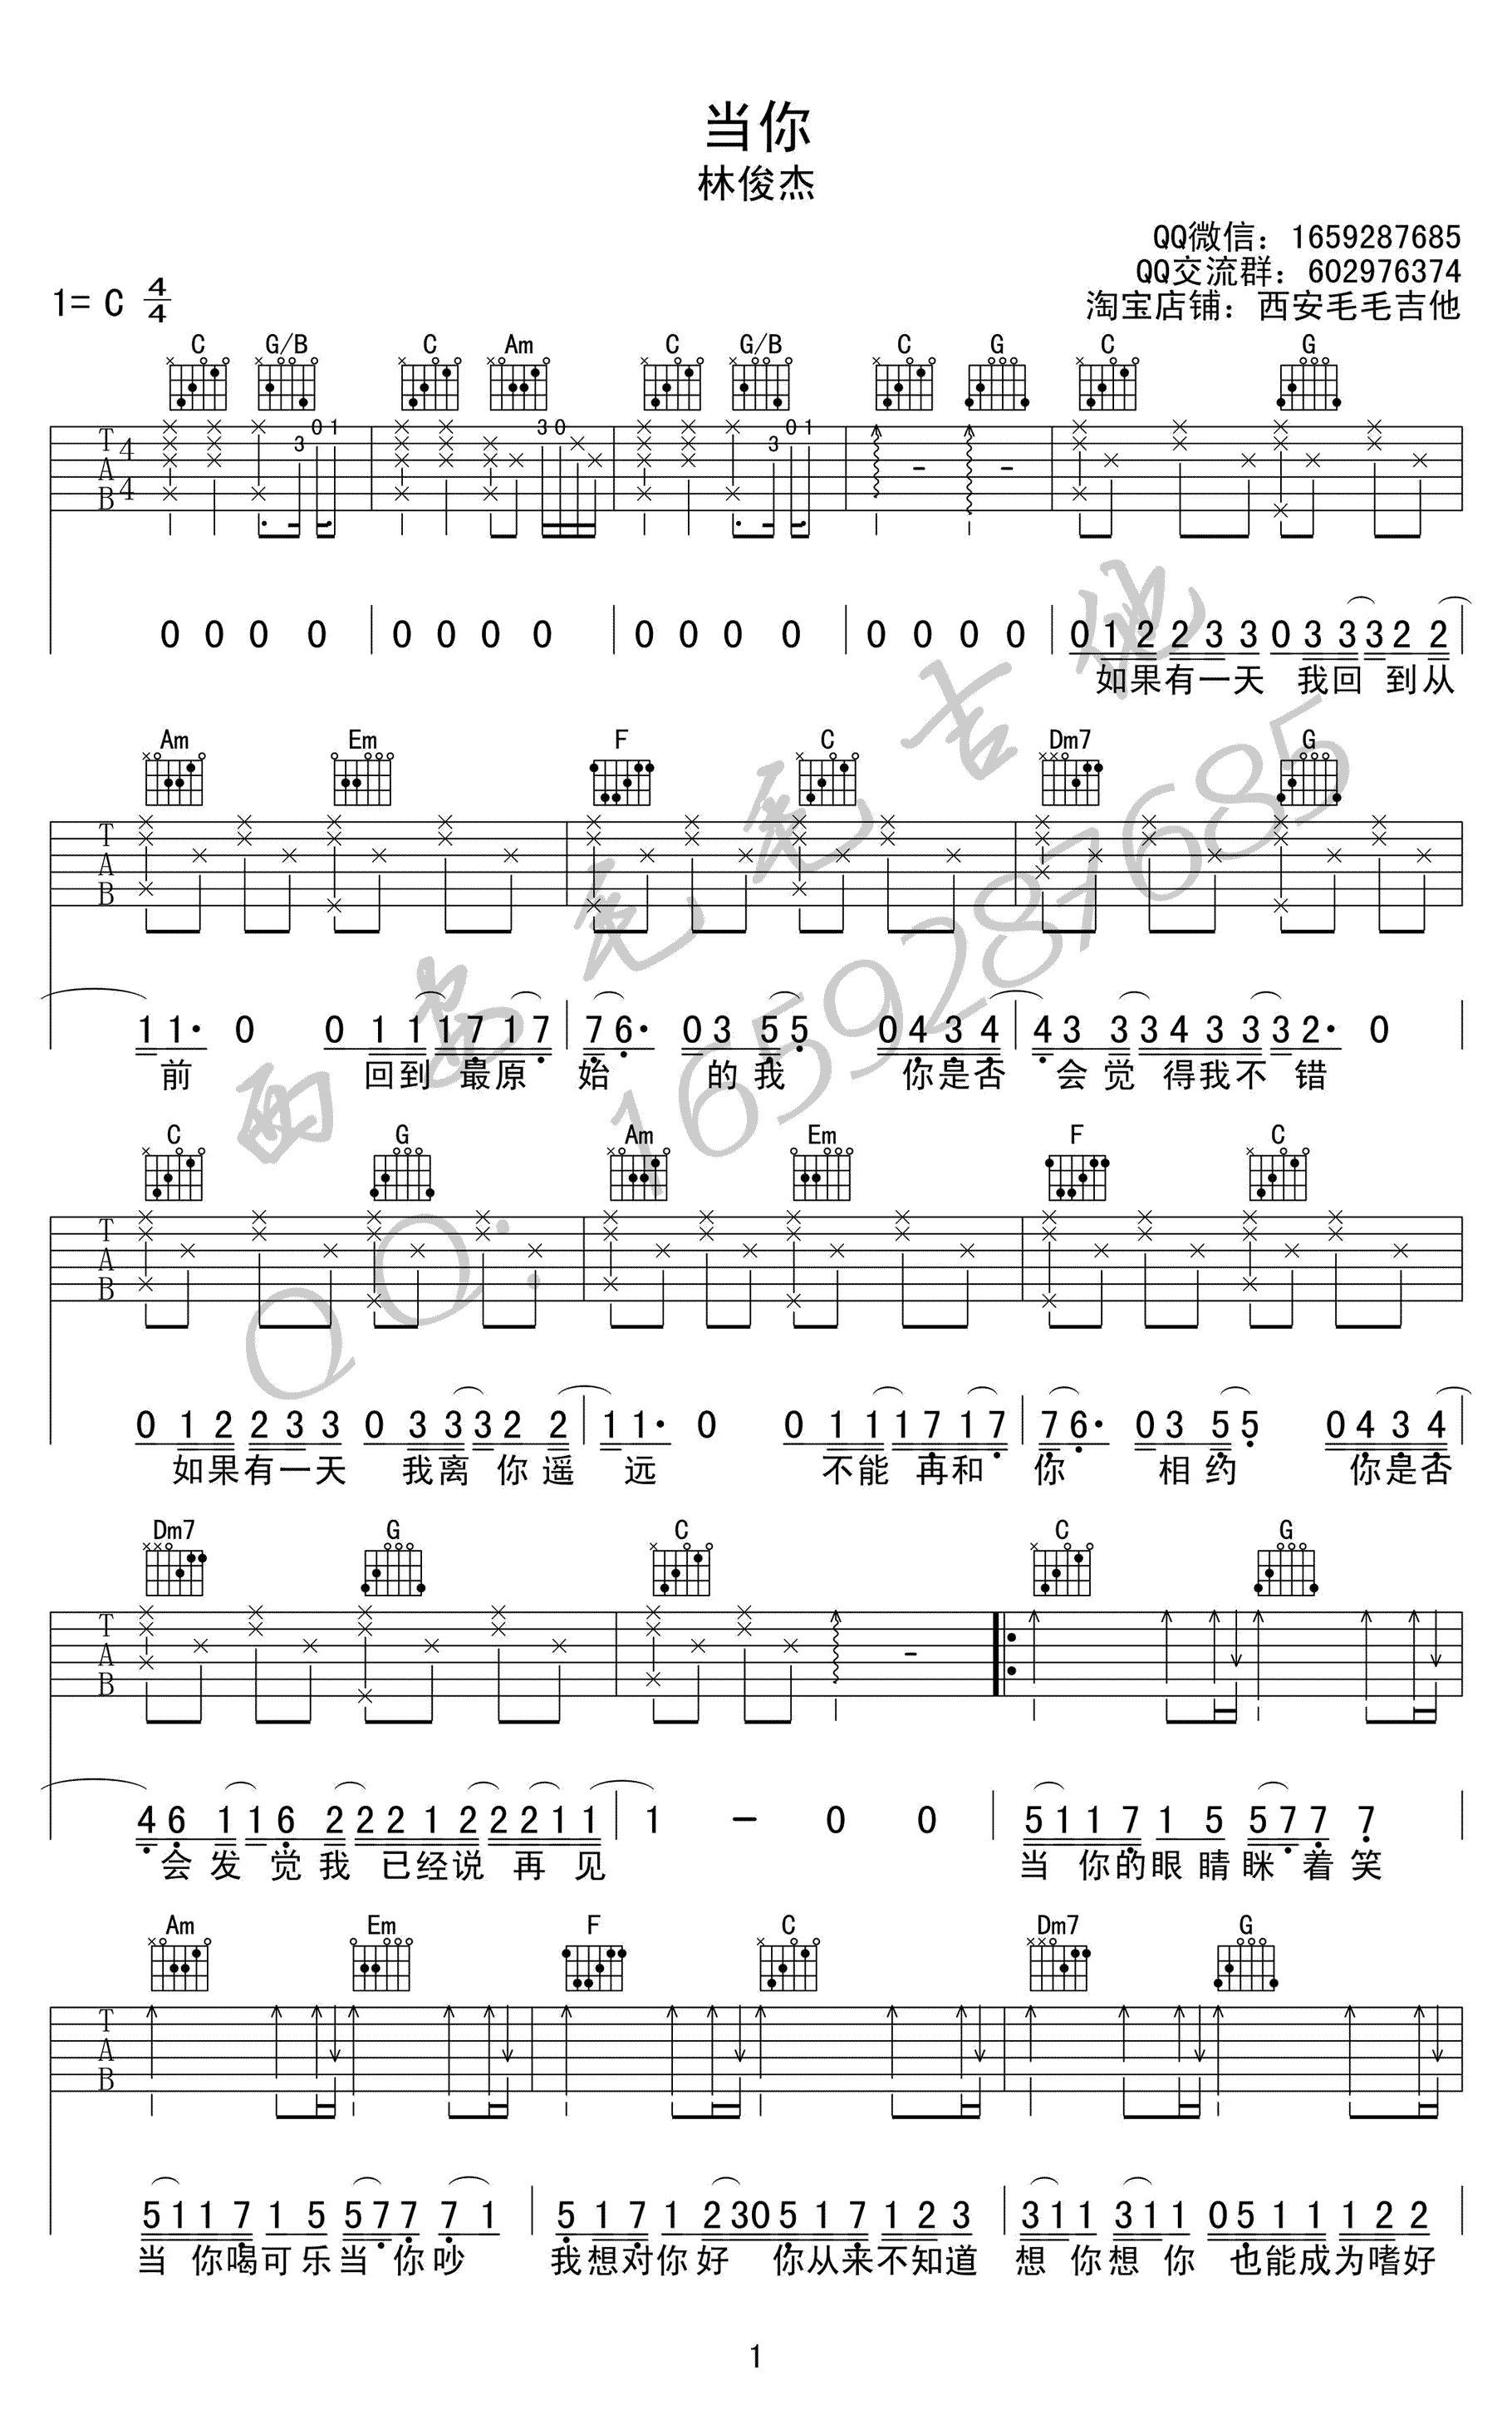 当你
林俊杰
QQ微信：1659287685
QQ交流群：602976374
1= C 4/4
淘宝店铺：西安毛毛吉他
C G/B C Am C G/B C G C G
T A B 4 4 3 0 1 3 0 3 0 1
0 0 0 0 0 0 0 0 0 0 0 0 0 0 0 0 0 1 2 2 3 3 0 3 3 3 2 2
如果有一天 我回 到从
Am Em F C Dm7 G
T A B
1 1· 0 0 1 1 1 7 1 7 7 6· 0 3 5 5 0 4 3 4 4 3 3 3 4 3 3 3 2· 0
前 回到 最原 始 的我 你是否 会 觉 得我不 错
C G Am Em F C
T A B
0 1 2 2 3 3 0 3 3 3 2 2 1 1· 0 0 1 1 1 7 1 7 7 6· 0 3 5 5 0 4 3 4
如果有一天 我离 你 遥 远 不能 再和 你 相约 你是否
Dm7 G C C G
T A B
4 6 1 1 6 2 2 2 1 2 2 2 1 1 1 – 0 0 5 1 1 7 1 5 5 7 7 7
会 发 觉 我 已经说 再 见 当 你的眼 睛 眯 着 笑
Am Em F C Dm7 G
T A B
5 1 1 7 1 5 5 7 7 7 1 5 1 7 1 2 3 0 5 1 7 1 2 3 3 1 1 3 1 1 0 5 1 1 1 2 2
当 你喝可乐当 你吵 我想对你好 你从来不知道 想 你想 你 也能成为嗜好
西安毛毛吉他
QQ：1659287685
1